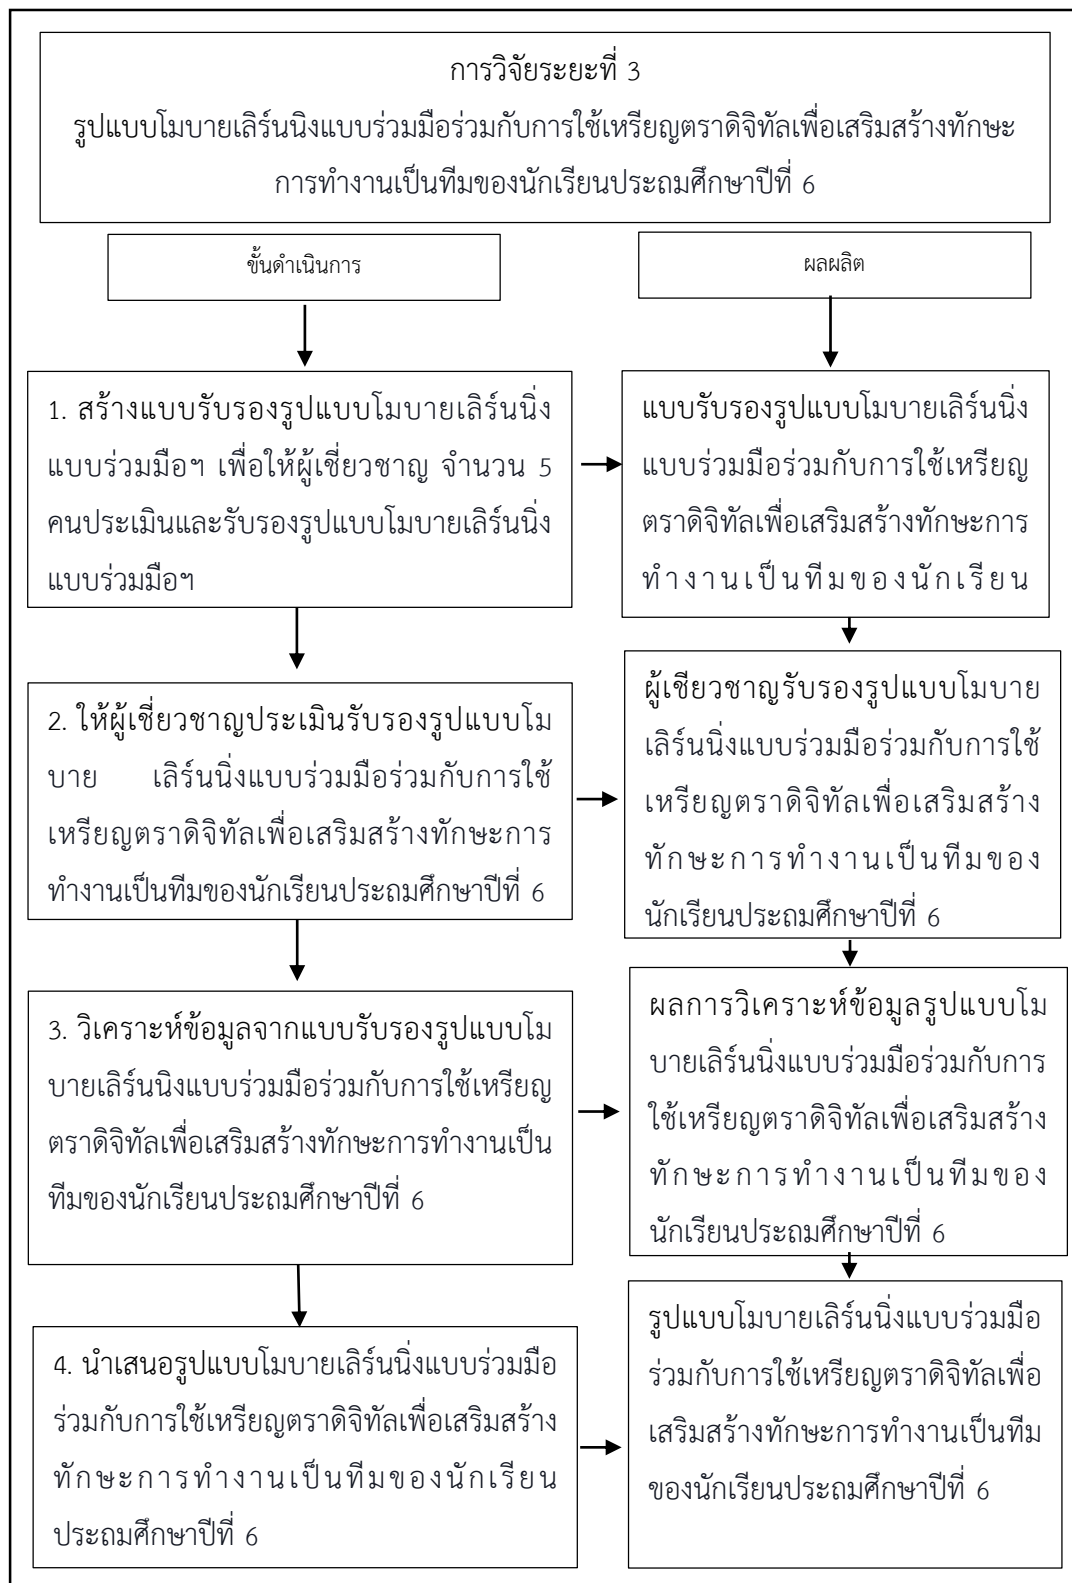 การวิจัยระยะที่ 3
รูปแบบโมบายเลิร์นนิงแบบร่วมมือร่วมกับการใช้เหรียญตราดิจิทัลเพื่อเสริมสร้างทักษะ
การทำงานเป็นทีมของนักเรียนประถมศึกษาปีที่ 6
ขั้นดำเนินการ
ผลผลิต
1. สร้างแบบรับรองรูปแบบโมบายเลิร์นนิ่ง
แบบร่วมมือฯ เพื่อให้ผู้เชี่ยวชาญ จำนวน 5
คนประเมินและรับรองรูปแบบโมบายเลิร์นนิ่ง
แบบร่วมมือฯ
แบบรับรองรูปแบบโมบายเลิร์นนิ่ง
แบบร่วมมือร่วมกับการใช้เหรียญ
ตราดิจิทัลเพื่อเสริมสร้างทักษะการ
ทำงานเป็นทีมของนักเรียน
2. ให้ผู้เชี่ยวชาญประเมินรับรองรูปแบบโม
บาย เลิร์นนิ่งแบบร่วมมือร่วมกับการใช้
เหรียญตราดิจิทัลเพื่อเสริมสร้างทักษะการ
ทำงานเป็นทีมของนักเรียนประถมศึกษาปีที่ 6
ผู้เชียวชาญรับรองรูปแบบโมบาย
เลิร์นนิ่งแบบร่วมมือร่วมกับการใช้
เหรียญตราดิจิทัลเพื่อเสริมสร้าง
ทักษะการทำงานเป็นทีมของ
นักเรียนประถมศึกษาปีที่ 6
3. วิเคราะห์ข้อมูลจากแบบรับรองรูปแบบโม
บายเลิร์นนิงแบบร่วมมือร่วมกับการใช้เหรียญ
ตราดิจิทัลเพื่อเสริมสร้างทักษะการทำงานเป็น
ทีมของนักเรียนประถมศึกษาปีที่ 6
ผลการวิเคราะห์ข้อมูลรูปแบบโม
บายเลิร์นนิ่งแบบร่วมมือร่วมกับการ
ใช้เหรียญตราดิจิทัลเพื่อเสริมสร้าง
ทักษะการทำงานเป็นทีมของ
นักเรียนประถมศึกษาปีที่ 6
4. นำเสนอรูปแบบโมบายเลิร์นนิ่งแบบร่วมมือ
ร่วมกับการใช้เหรียญตราดิจิทัลเพื่อเสริมสร้าง
ทักษะการทำงานเป็นทีมของนักเรียน
ประถมศึกษาปีที่ 6
รูปแบบโมบายเลิร์นนิ่งแบบร่วมมือ
ร่วมกับการใช้เหรียญตราดิจิทัลเพื่อ
เสริมสร้างทักษะการทำงานเป็นทีม
ของนักเรียนประถมศึกษาปีที่ 6